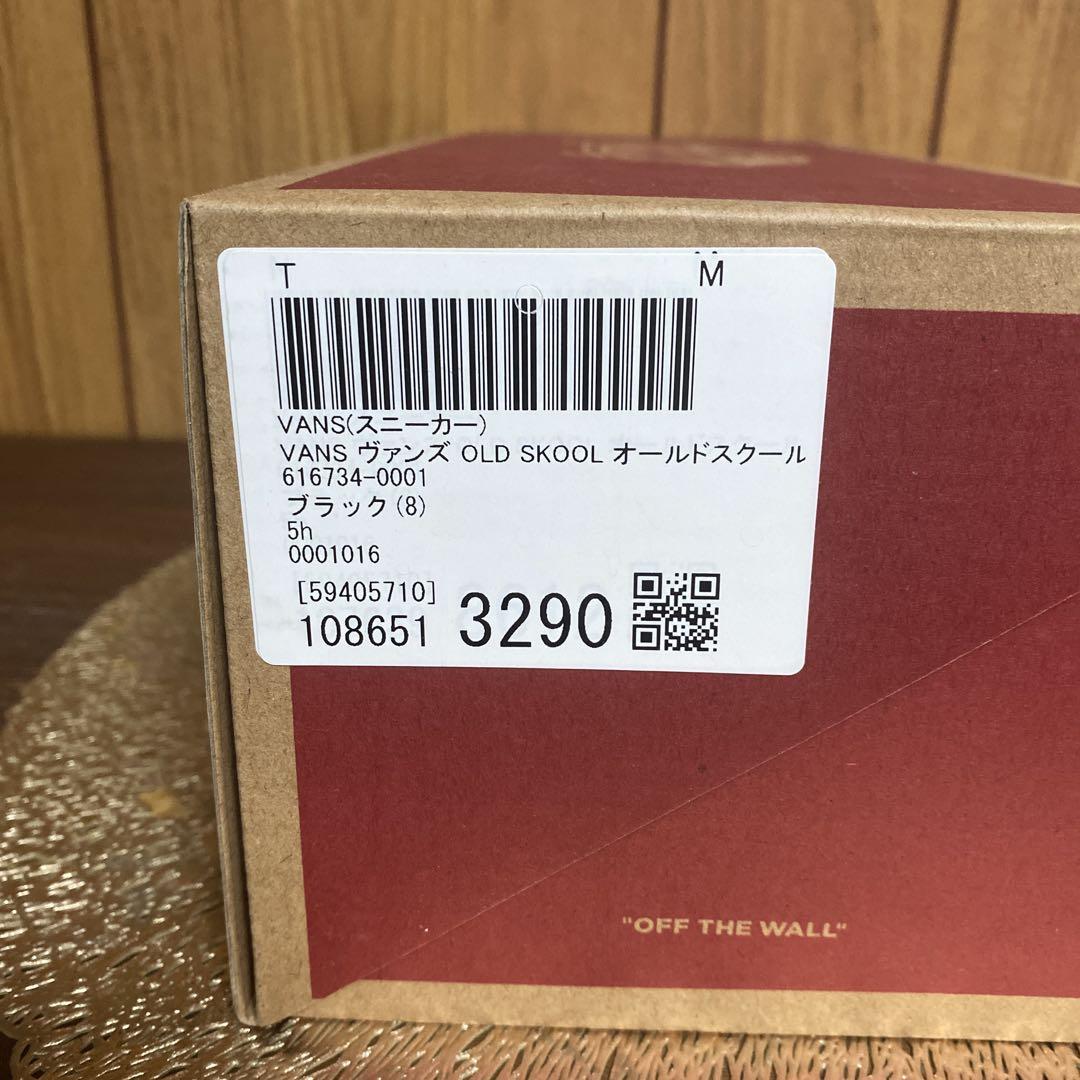 T M
VANS(スニーカー)
VANS ヴァンズ OLD SKOOL オールドスクール
616734-0001
ブラック(8)
5h
0001016
[59405710]
108651 3290
"OFF THE WALL"